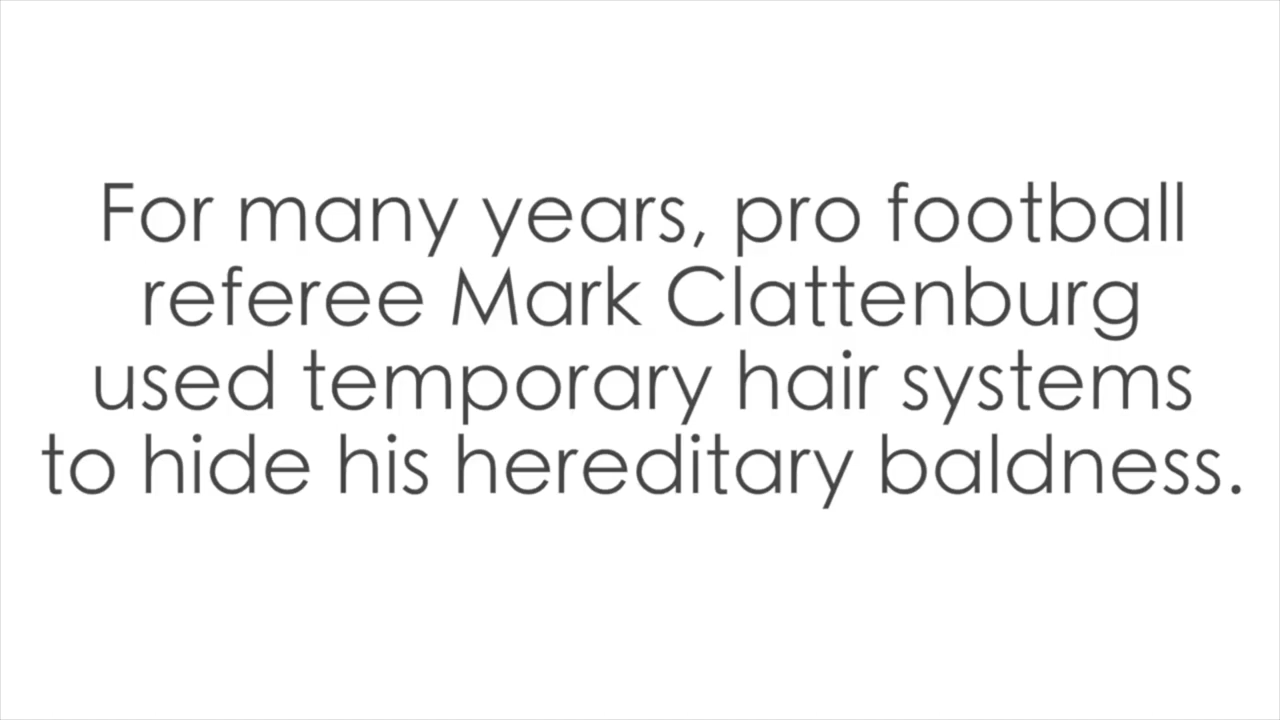 For many years, pro football
referee Mark Clattenburg
used temporary hair systems
to hide his hereditary baldness.